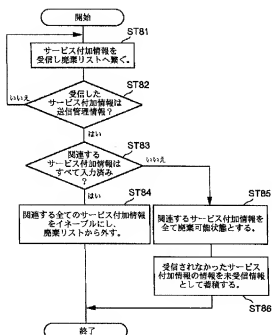 開始
ST81
サービス付加情報を
受信し廃棄リストへ繋ぐ。
ST82
受信した
サービス付加情報は
送信管理情報？
いいえ
はい
ST83
関連する
サービス付加情報は
すべて入力済み
？
いいえ
はい
ST84
関連する全てのサービス付加情報
をイネーブルにし、
廃棄リストから外す。
ST85
関連するサービス付加情報を
全て廃棄可能状態とする。
受信されなかったサービス
付加情報の情報を未受信情報
として蓄積する。
ST86
終了